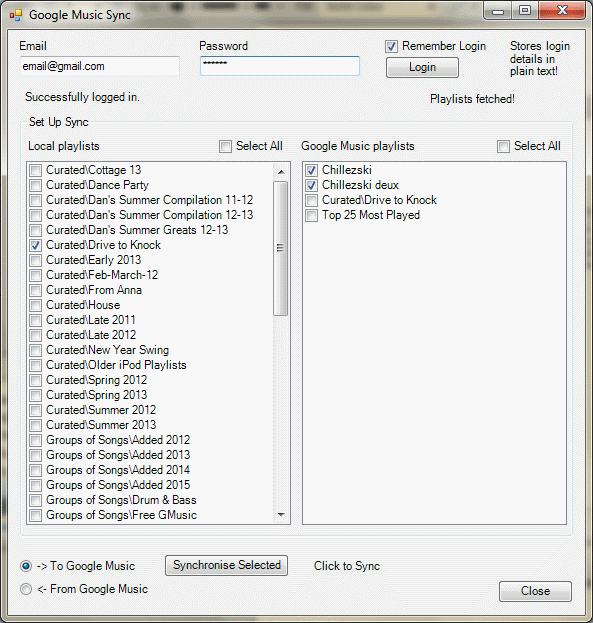 Google Music Sync
Email
Password
Remember Login
Stores login
details in
plain text!
email@gmail.com
******
Login
Successfully logged in.
Playlists fetched!
Set Up Sync
Local playlists
Select All
Google Music playlists
Select All
Curated\Cottage 13
Curated\Dance Party
Curated\Dan's Summer Compilation 11-12
Curated\Dan's Summer Compilation 12-13
Curated\Dan's Summer Greats 12-13
Curated\Drive to Knock
Curated\Early 2013
Curated\Feb-March-12
Curated\From Anna
Curated\House
Curated\Late 2011
Curated\Late 2012
Curated\New Year Swing
Curated\Older iPod Playlists
Curated\Spring 2012
Curated\Spring 2013
Curated\Summer 2012
Curated\Summer 2013
Groups of Songs\Added 2012
Groups of Songs\Added 2013
Groups of Songs\Added 2014
Groups of Songs\Added 2015
Groups of Songs\Drum & Bass
Groups of Songs\Free GMusic
Chillezski
Chillezski deux
Curated\Drive to Knock
Top 25 Most Played
-> To Google Music
Synchronise Selected
Click to Sync
<- From Google Music
Close